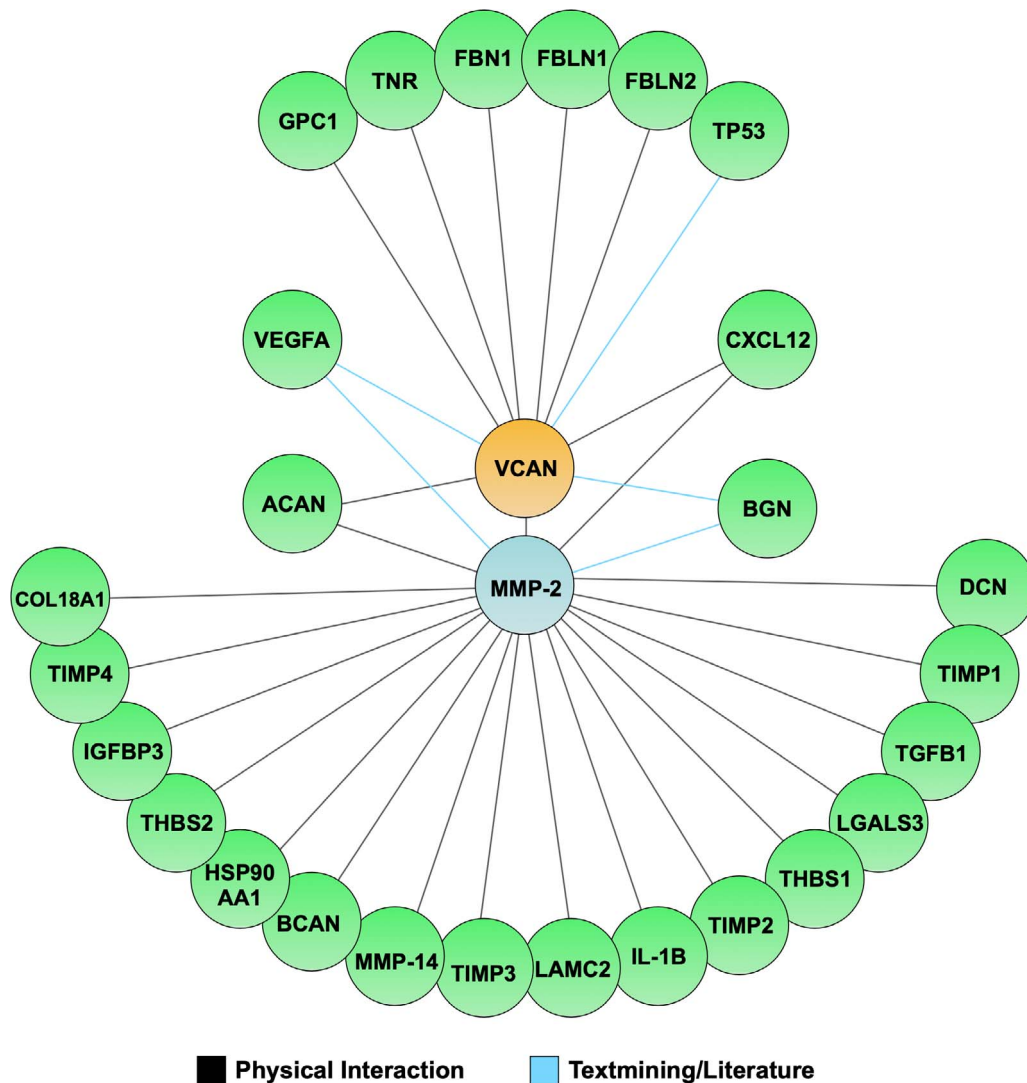 FBN1
FBLN1
TNR
FBLN2
GPC1
TP53
VEGFA
CXCL12
VCAN
ACAN
BGN
MMP-2
COL18A1
DCN
TIMP4
TIMP1
IGFBP3
TGFB1
THBS2
LGALS3
HSP90
AA1
THBS1
BCAN
TIMP2
MMP-14
TIMP3
LAMC2
IL-1B
Physical Interaction
Textmining/Literature